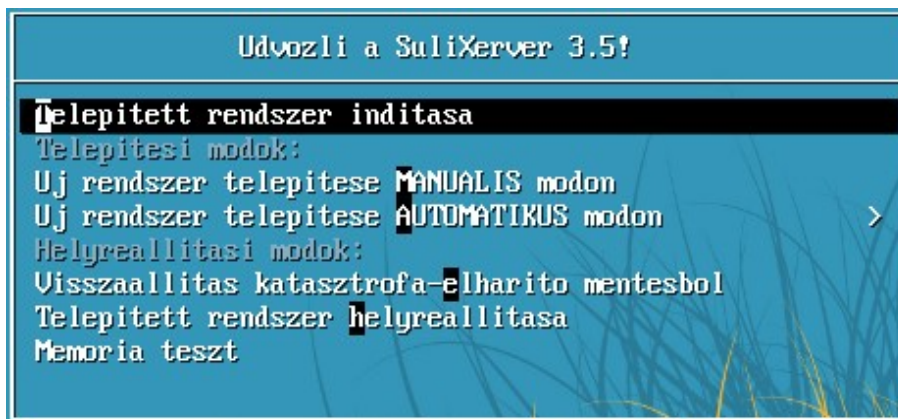 Udvozli a SuliXerver 3.5!
Telepitett rendszer inditasa
Telepitesi modok:
Uj rendszer telepitese MANUALIS modon
Uj rendszer telepitese AUTOMATIKUS modon >
Helyreallitasi modok:
Visszaallitas katasztrofa-elharito mentesbol
Telepitett rendszer helyreallitasa
Memoria teszt